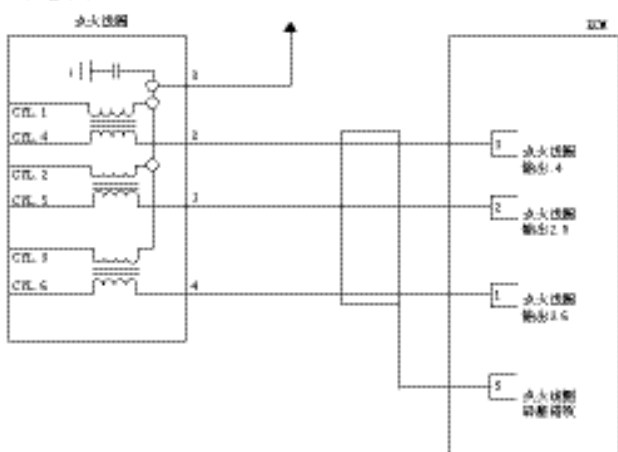 点火线圈
ECM
CYL. 1
CYL. 4
CYL. 2
CYL. 5
CYL. 3
CYL. 6
2
3
4
3
点火线圈
输出1.4
2
点火线圈
输出2.5
1
点火线圈
输出3.6
5
点火线圈